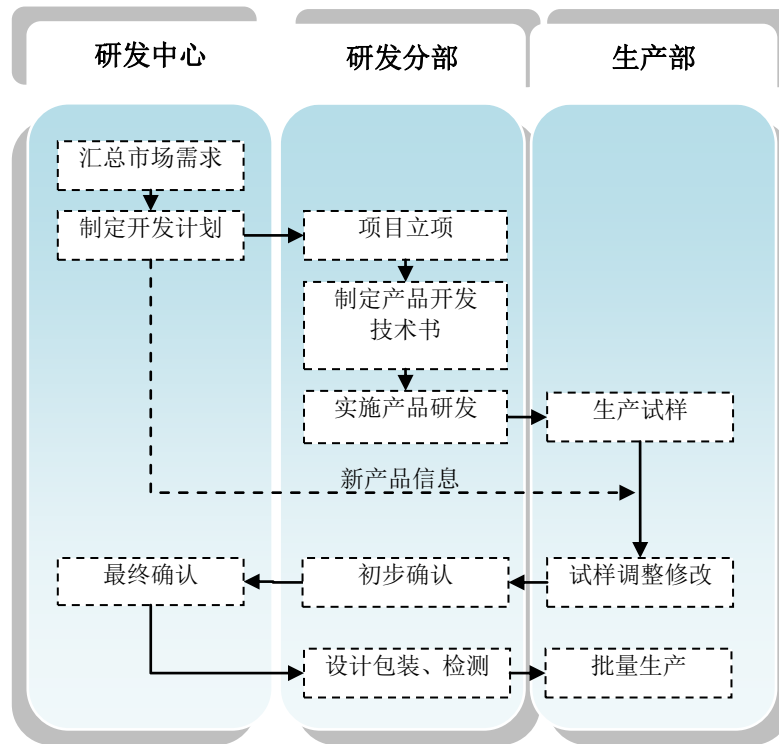 研发中心
研发分部
生产部
汇总市场需求
制定开发计划
项目立项
制定产品开发
技术书
实施产品研发
生产试样
新产品信息
最终确认
初步确认
试样调整修改
设计包装、检测
批量生产